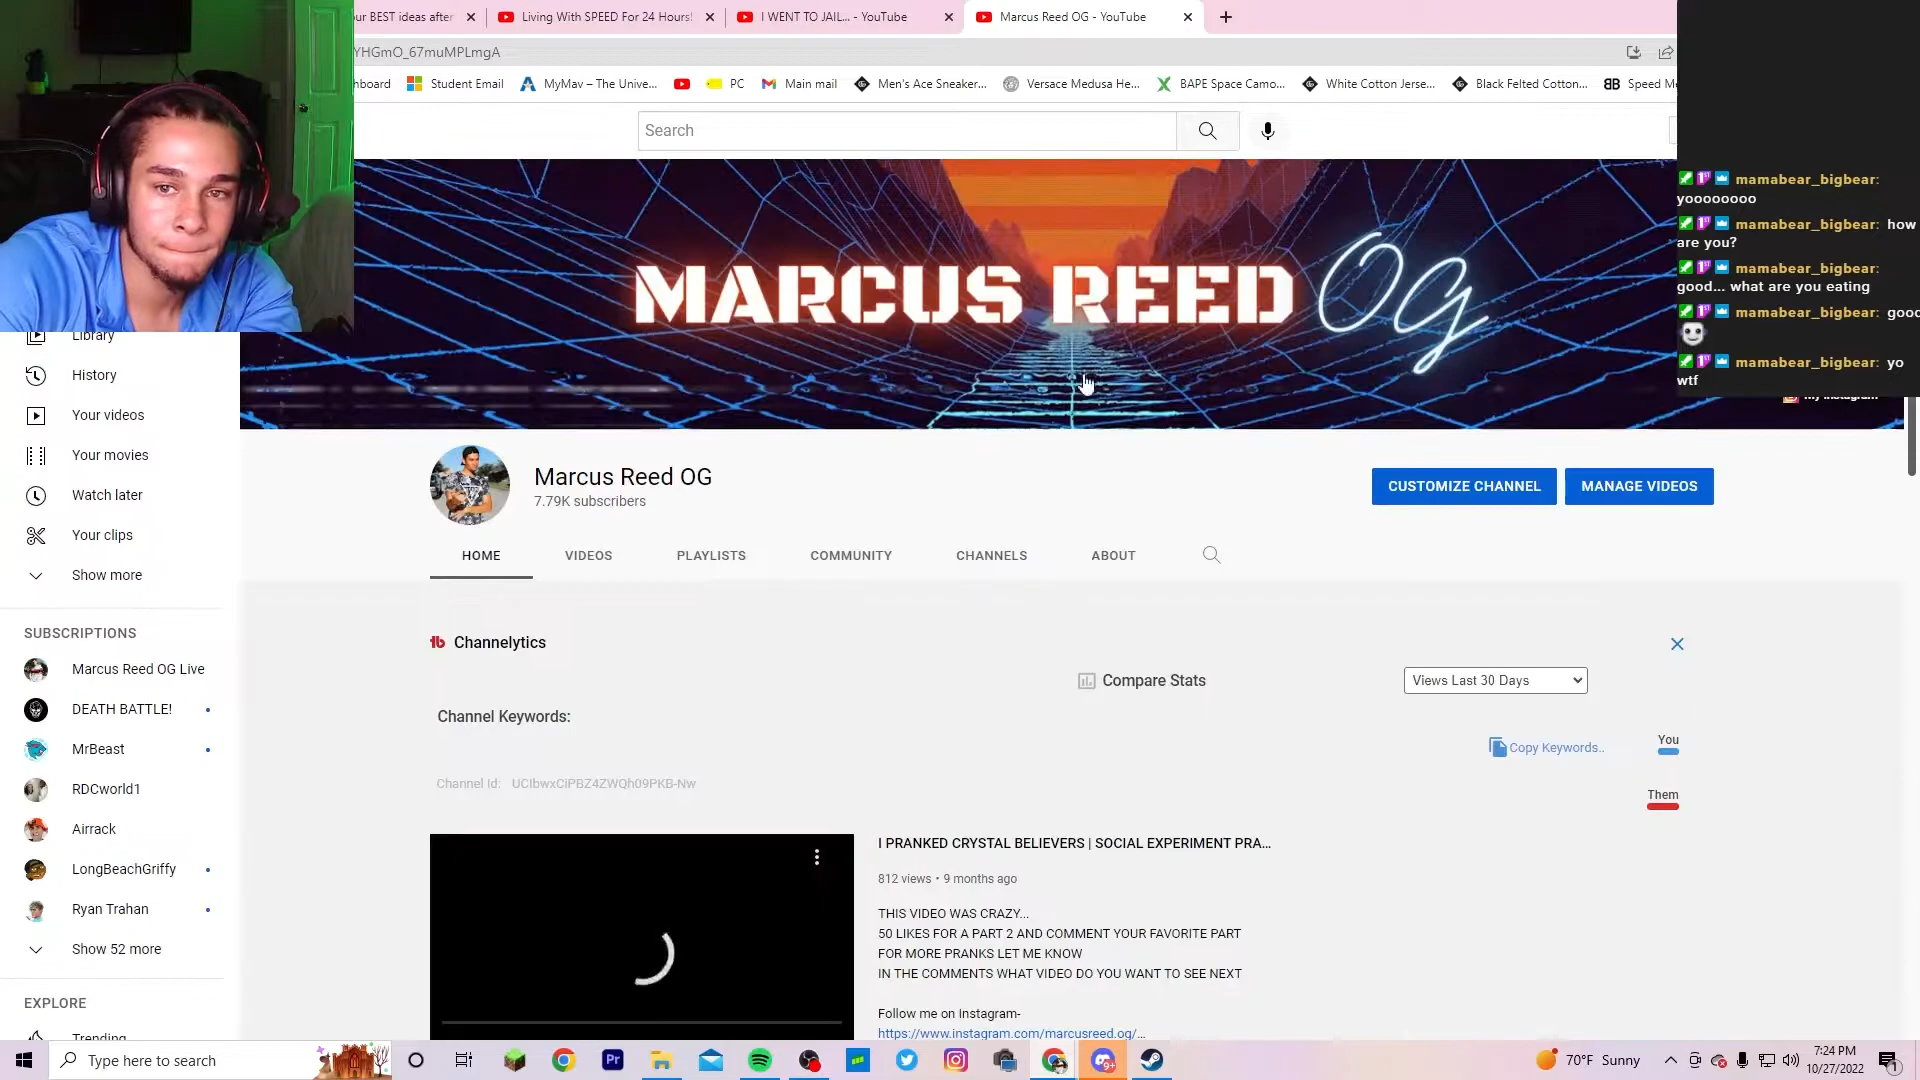 ur BEST ideas after
Living With SPEED For 24 Hours!
I WENT TO JAIL... - YouTube
Marcus Reed OG - YouTube
YHGmO_67muMPLmgA
hboard
Student Email
MyMav – The Unive...
PC
Main mail
Men's Ace Sneaker...
Versace Medusa He...
BAPE Space Camo...
White Cotton Jerse...
Black Felted Cotton...
BB
Speed M
Search
MARCUS REED OG
mamabear_bigbear:
yoooooooo
mamabear_bigbear: how
are you?
mamabear_bigbear:
good... what are you eating
mamabear_bigbear: good
mamabear_bigbear: yo
wtf
My Instagram
Library
History
Your videos
Your movies
Watch later
Your clips
Show more
SUBSCRIPTIONS
Marcus Reed OG Live
DEATH BATTLE!
MrBeast
RDCworld1
Airrack
LongBeachGriffy
Ryan Trahan
Show 52 more
EXPLORE
Trending
Marcus Reed OG
7.79K subscribers
CUSTOMIZE CHANNEL
MANAGE VIDEOS
HOME
VIDEOS
PLAYLISTS
COMMUNITY
CHANNELS
ABOUT
tb Channelytics
Compare Stats
Views Last 30 Days
Channel Keywords:
Copy Keywords..
You
Channel Id: UCIbwxCiPBZ4ZWQh09PKB-Nw
Them
I PRANKED CRYSTAL BELIEVERS | SOCIAL EXPERIMENT PRA...
812 views • 9 months ago
THIS VIDEO WAS CRAZY...
50 LIKES FOR A PART 2 AND COMMENT YOUR FAVORITE PART
FOR MORE PRANKS LET ME KNOW
IN THE COMMENTS WHAT VIDEO DO YOU WANT TO SEE NEXT
Follow me on Instagram-
https://www.instagram.com/marcusreed.og/...
Type here to search
Pr
9+
70°F Sunny
7:24 PM
10/27/2022
1